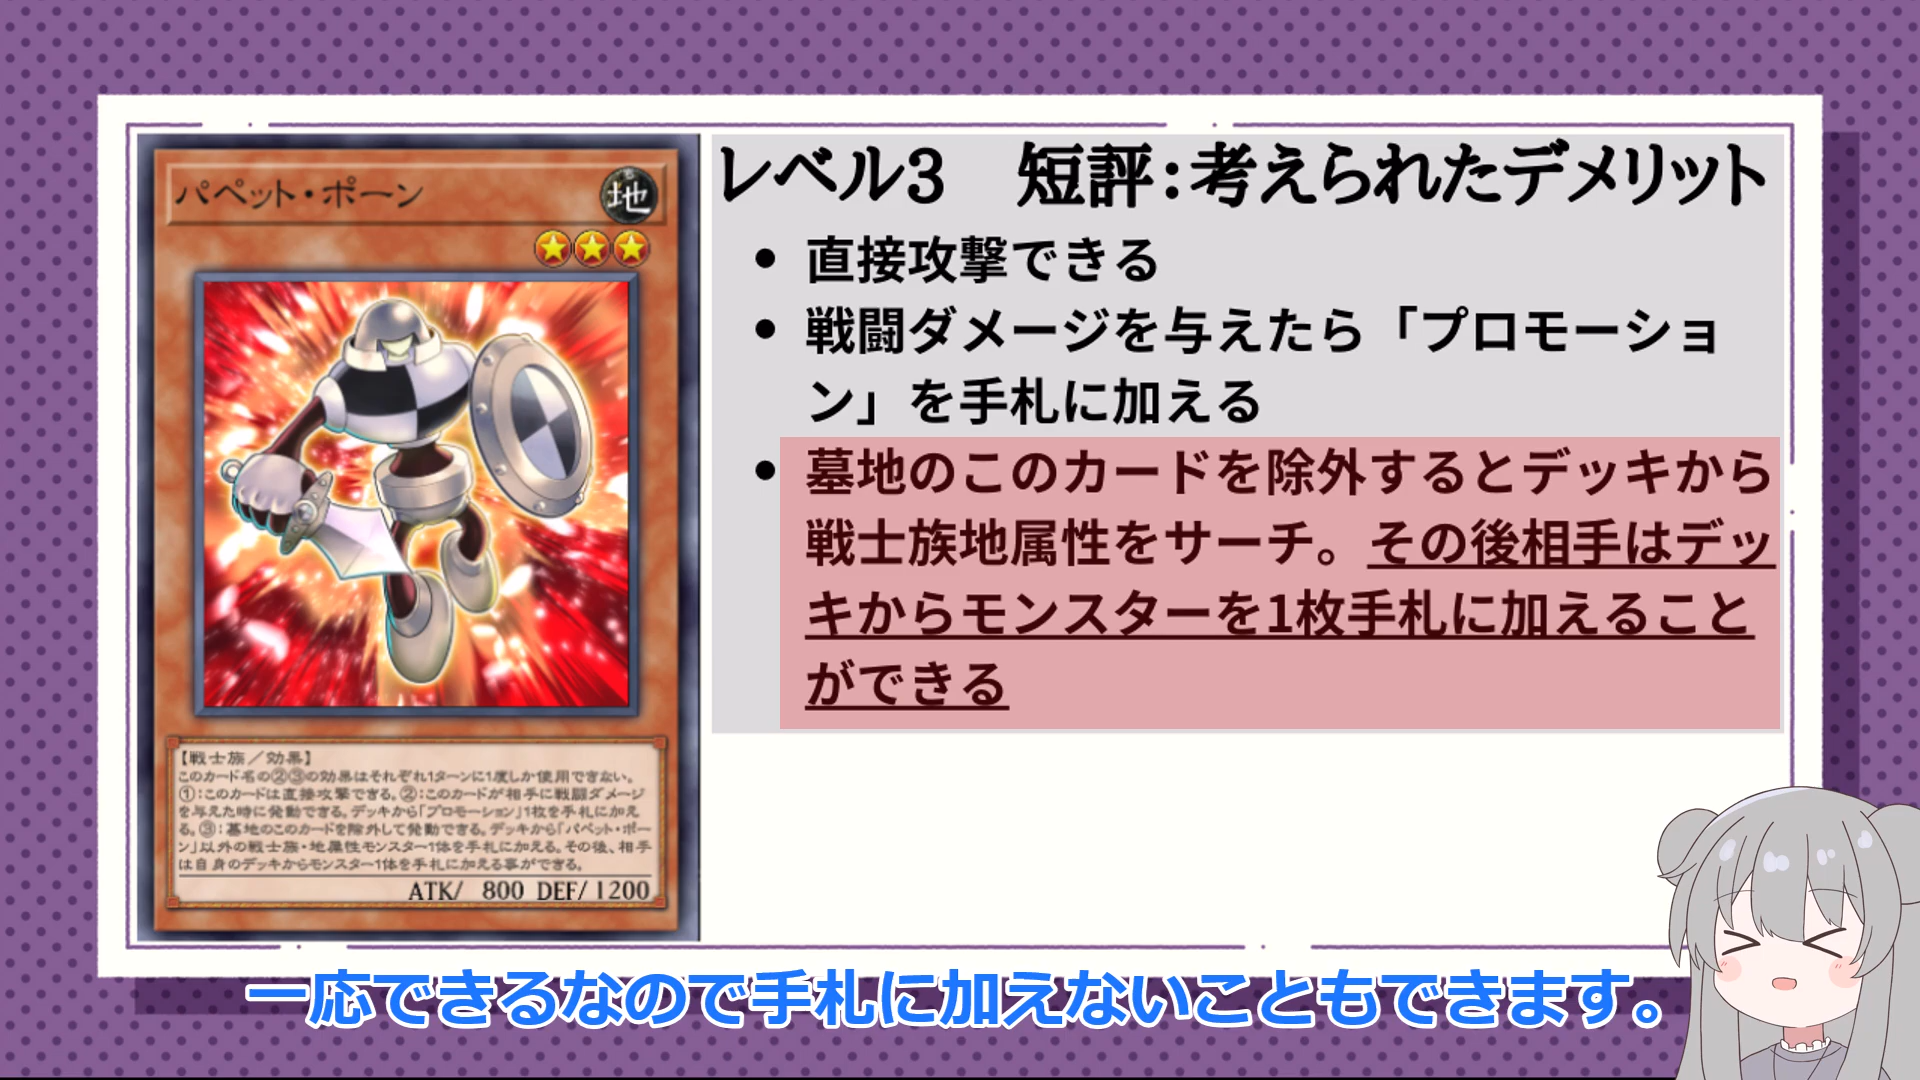 パペット・ポーン
地
【戦士族／効果】
このカード名の②③の効果はそれぞれ1ターンに1度しか使用できない。
①：このカードは直接攻撃できる。②：このカードが相手に戦闘ダメージ
を与えた時に発動できる。デッキから「プロモーション」1枚を手札に加え
る。③：墓地のこのカードを除外して発動できる。デッキから「パペット・ポー
ン」以外の戦士族・地属性モンスター1体を手札に加える。その後、相手
は自身のデッキからモンスター1体を手札に加える事ができる。
ATK/ 800 DEF/ 1200
レベル3　短評：考えられたデメリット
• 直接攻撃できる
• 戦闘ダメージを与えたら「プロモーショ
ン」を手札に加える
• 墓地のこのカードを除外するとデッキから
戦士族地属性をサーチ。その後相手はデッ
キからモンスターを1枚手札に加えること
ができる
一応できるなので手札に加えないこともできます。